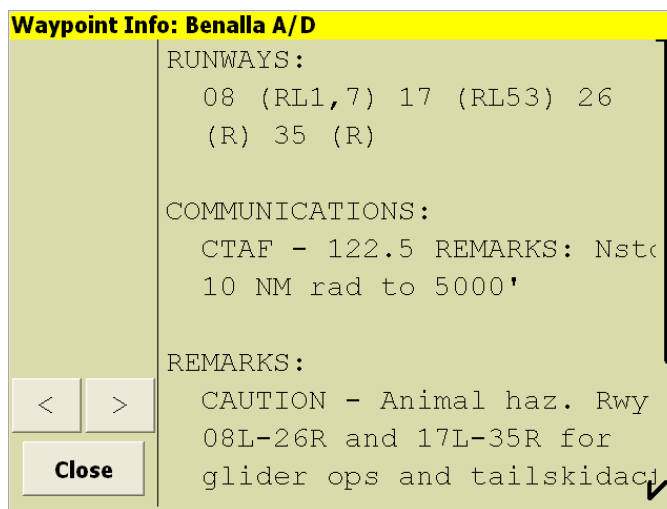 Waypoint Info: Benalla A/D
RUNWAYS:
08 (RL1,7) 17 (RL53) 26
(R) 35 (R)
COMMUNICATIONS:
CTAF - 122.5 REMARKS: Nstd
10 NM rad to 5000'
REMARKS:
CAUTION - Animal haz. Rwy
08L-26R and 17L-35R for
glider ops and
< >
Close